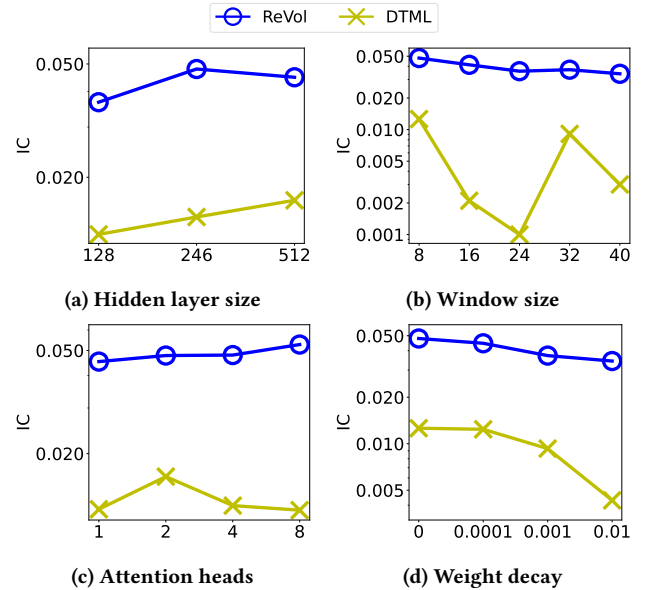 ReVol DTML
0.050
0.020
IC
128 246 512
(a) Hidden layer size
0.050
0.020
0.010
0.005
0.002
0.001
IC
8 16 24 32 40
(b) Window size
0.050
0.020
IC
1 2 4 8
(c) Attention heads
0.050
0.020
0.010
0.005
IC
0 0.0001 0.001 0.01
(d) Weight decay